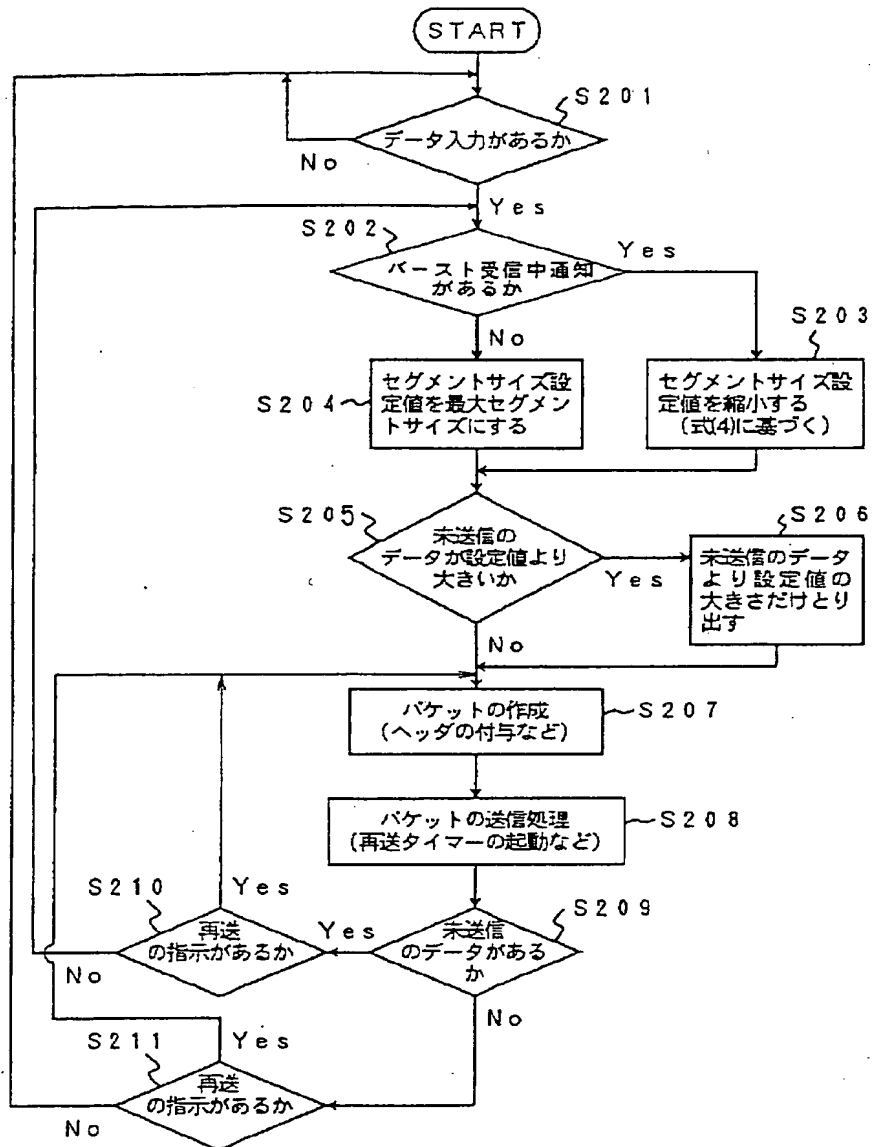 START
S201
データ入力があるか
No
Yes
S202
バースト受信中通知
があるか
Yes
No
S203
セグメントサイズ設
定値を縮小する
(式(4)に基づく)
S204
セグメントサイズ設
定値を最大セグメン
トサイズにする
S205
未送信の
データが設定値より
大きいか
Yes
No
S206
未送信のデータ
より設定値の
大きさだけとり
出す
パケットの作成
(ヘッダの付与など)
S207
パケットの送信処理
(再送タイマーの起動など)
S208
S209
未送信
のデータがある
か
Yes
No
S210
再送
の指示があるか
Yes
No
S211
再送
の指示があるか
Yes
No